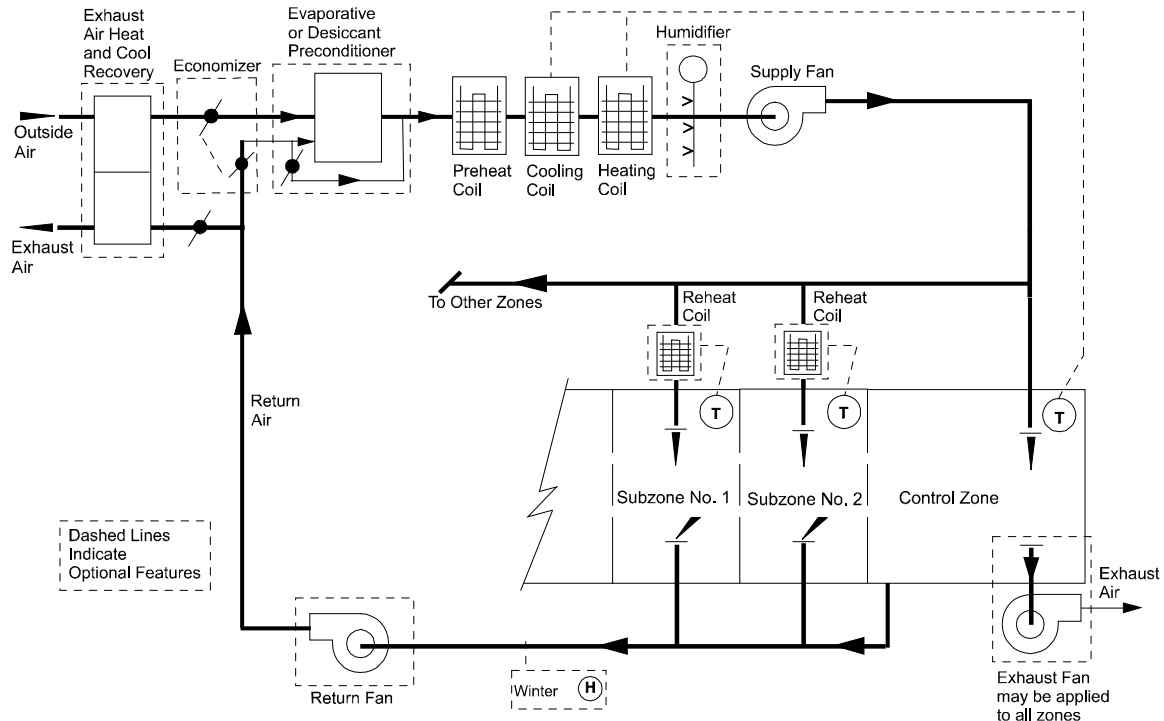 Exhaust
Air Heat
and Cool
Recovery
Economizer
Evaporative
or Desiccant
Preconditioner
Humidifier
Supply Fan
Outside
Air
Preheat
Coil
Cooling
Coil
Heating
Coil
Exhaust
Air
To Other Zones
Reheat
Coil
Reheat
Coil
Return
Air
T
T
T
Subzone No. 1
Subzone No. 2
Control Zone
Dashed Lines
Indicate
Optional Features
Exhaust
Air
Return Fan
Winter
H
Exhaust Fan
may be applied
to all zones